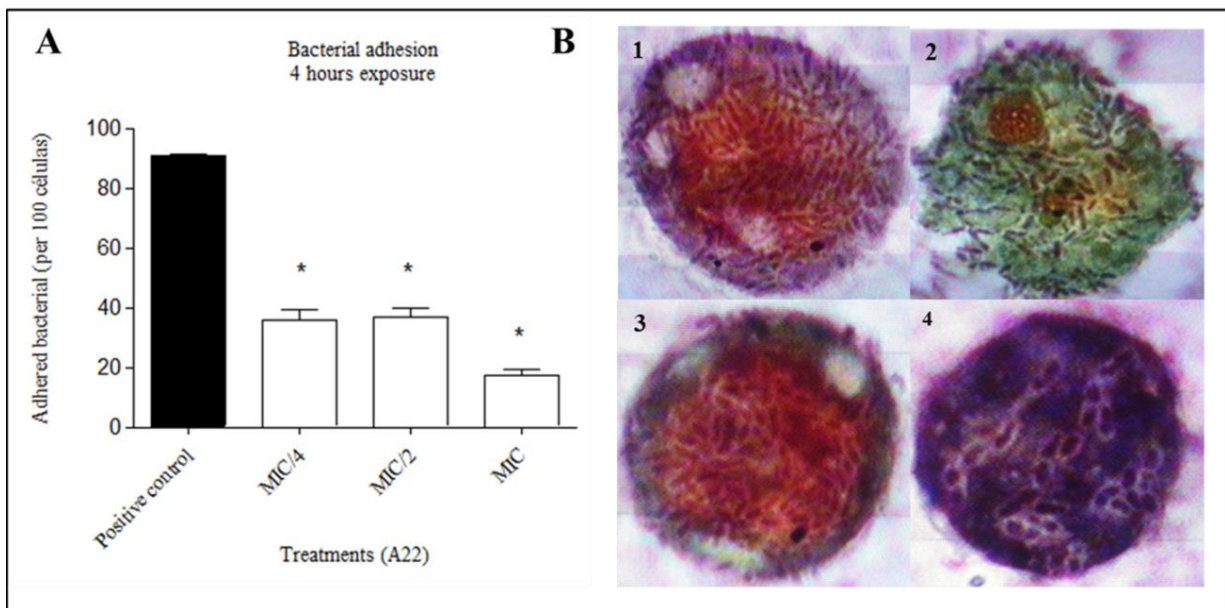 A
Bacterial adhesion
4 hours exposure
Adhered bacterial (per 100 células)
100
80
60
40
20
0
*
*
*
Positive control
MIC/4
MIC/2
MIC
Treatments (A22)
B
1
2
3
4